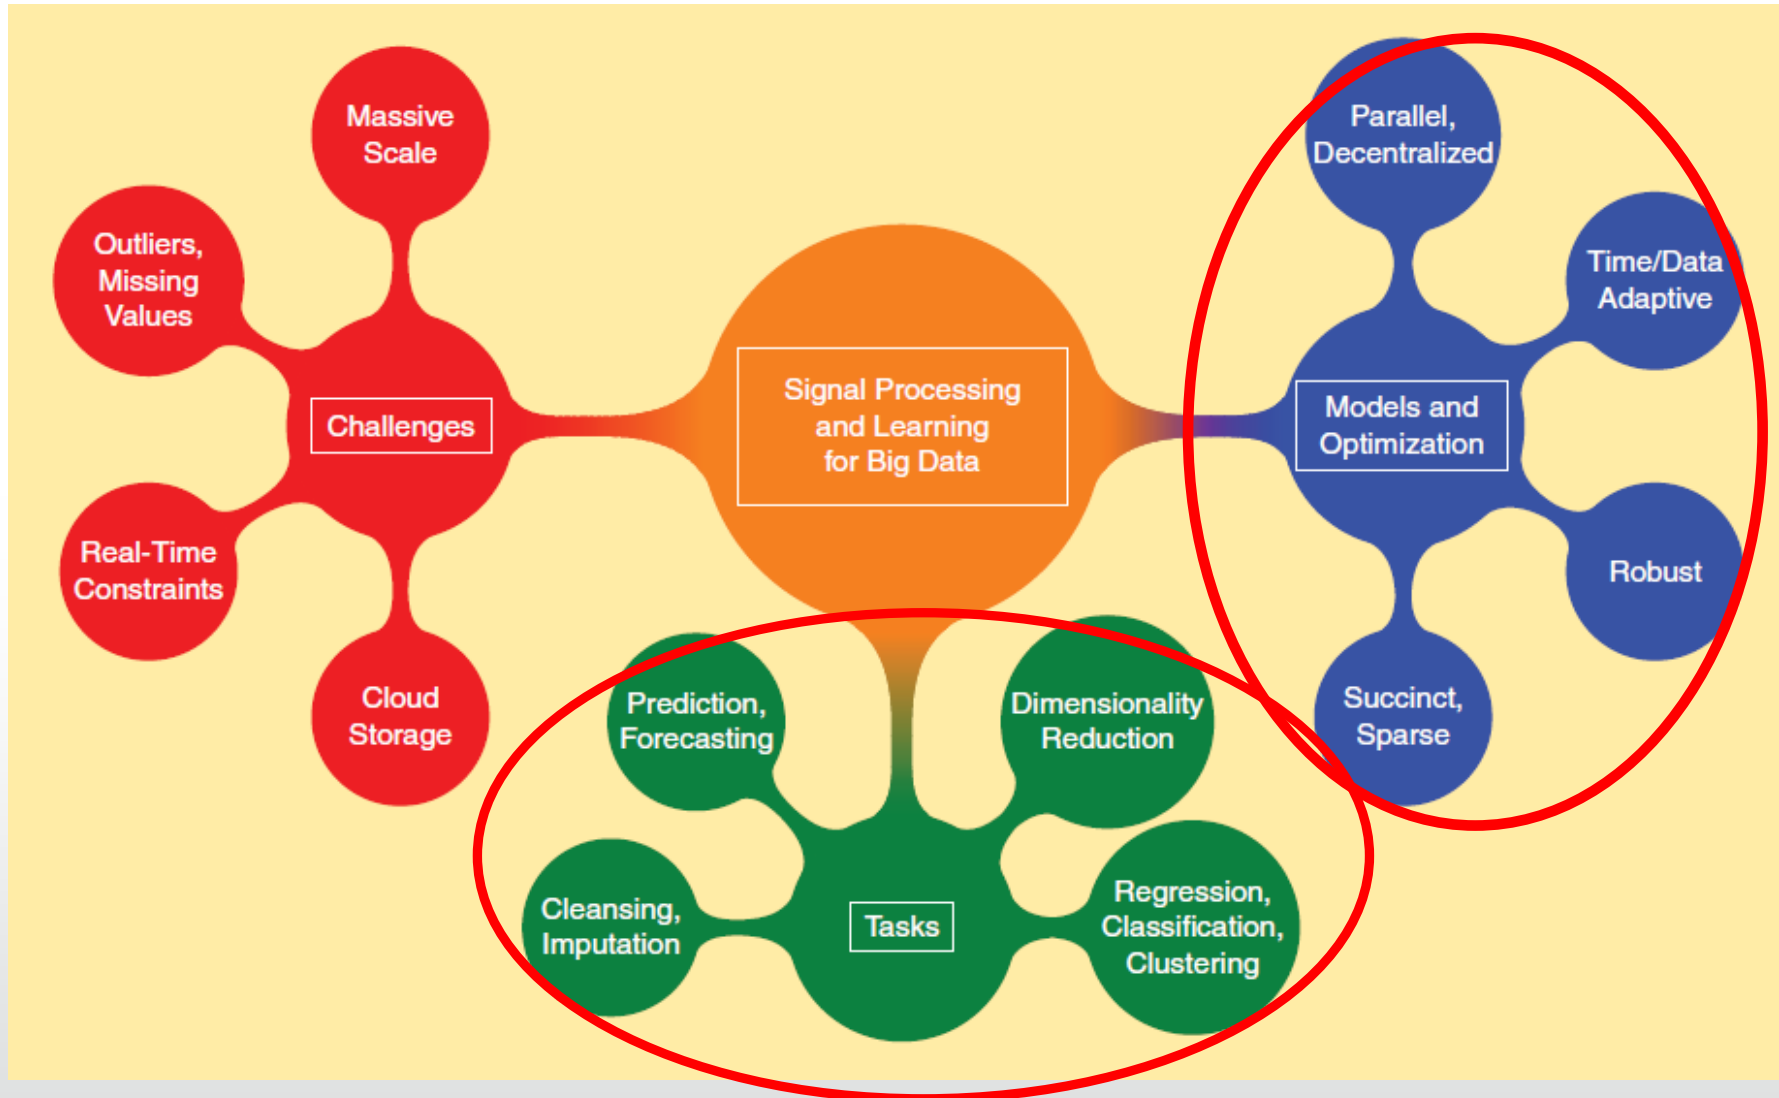 Massive
Scale
Outliers,
Missing
Values
Challenges
Real-Time
Constraints
Cloud
Storage
Signal Processing
and Learning
for Big Data
Parallel,
Decentralized
Time/Data
Adaptive
Models and
Optimization
Robust
Succinct,
Sparse
Prediction,
Forecasting
Dimensionality
Reduction
Cleansing,
Imputation
Tasks
Regression,
Classification,
Clustering